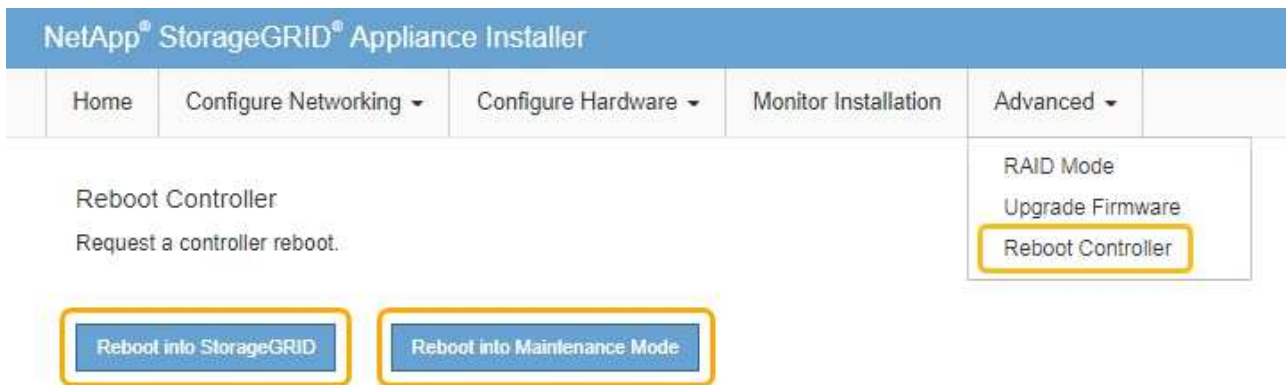 NetApp® StorageGRID® Appliance Installer
Home Configure Networking Configure Hardware Monitor Installation Advanced
RAID Mode
Upgrade Firmware
Reboot Controller
Reboot Controller
Request a controller reboot.
Reboot into StorageGRID Reboot into Maintenance Mode